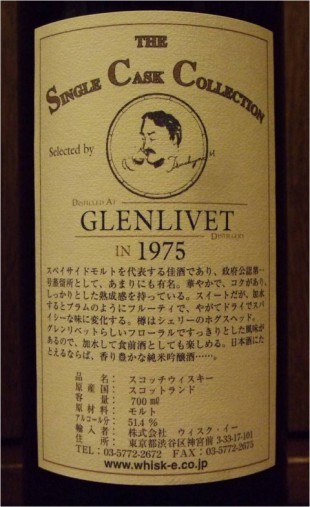 THE
SINGLE CASK COLLECTION
Selected by
DISTILLED AT
GLENLIVET
DISTILLERY
IN 1975
スペイサイドモルトを代表する佳酒であり、政府公認第一
号蒸留所として、あまりにも有名。華やかで、コクがあり、
しっかりとした熟成感を持っている。スイートだが、加水
するとプラムのようにフルーティで、やがてドライでスパ
イシーな味に変化する。樽はシェリーのホグスヘッド。
グレンリベットらしいフローラルですっきりとした風味が
あるので、加水して食前酒としても楽しめる。日本酒にた
とえるならば、香り豊かな純米吟醸酒……。
品名：スコッチウィスキー
原産国：スコットランド
容量：700㎖
原材料：モルト
アルコール分：51.4 %
輸入者：株式会社 ウィスク・イー
住所：東京都渋谷区神宮前 3-33-17-101
TEL：03-5772-2672 FAX：03-5772-2675
www.whisk-e.co.jp